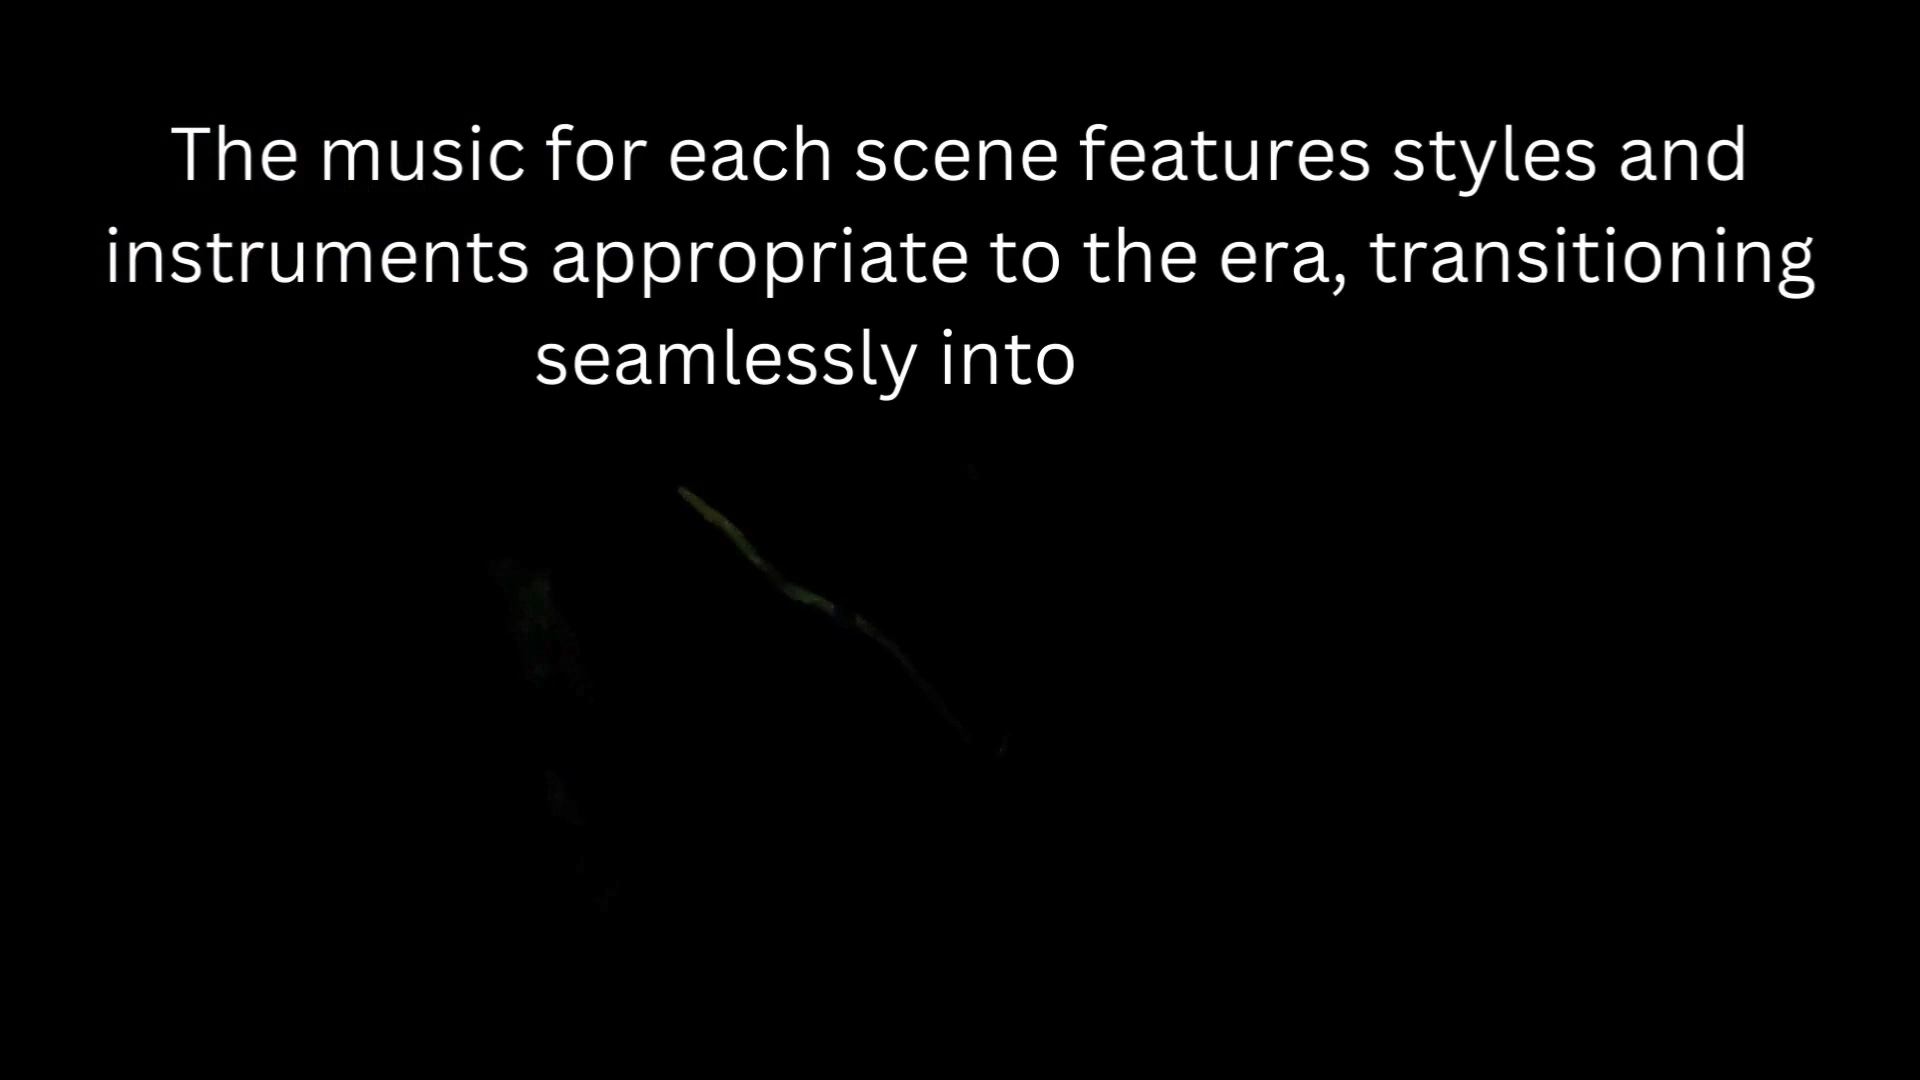 The music for each scene features styles and
instruments appropriate to the era, transitioning
seamlessly into